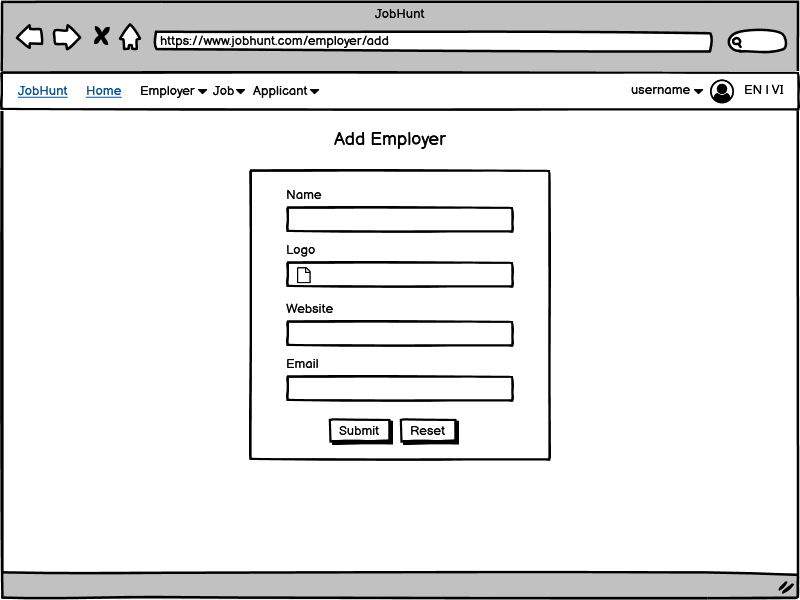 JobHunt
https://www.jobhunt.com/employer/add
JobHunt Home Employer Job Applicant username EN | VI
Add Employer
Name
Logo
Website
Email
Submit Reset